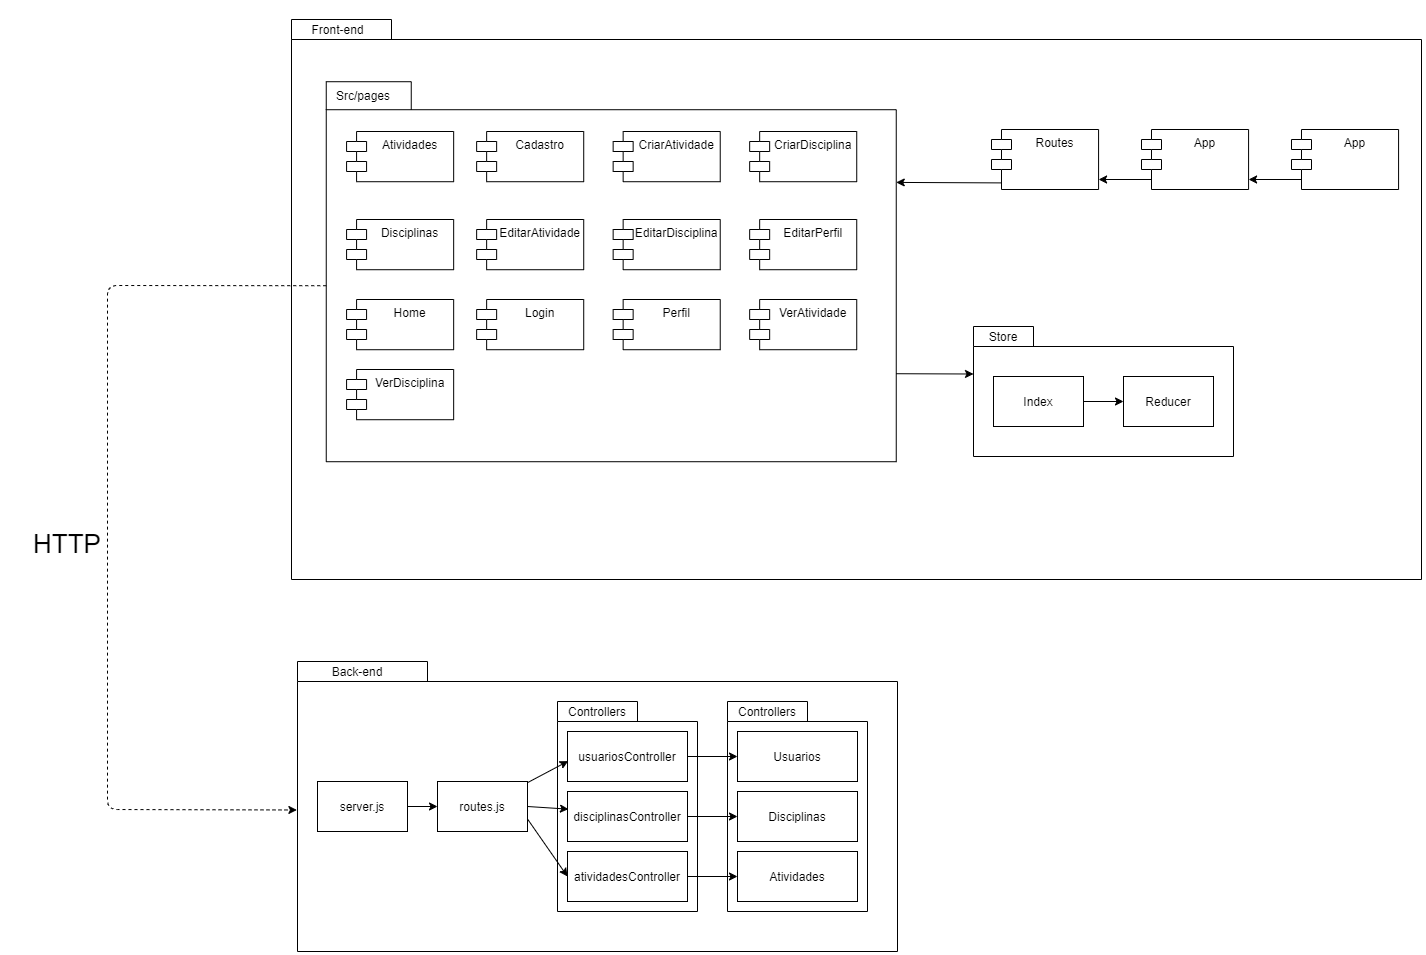 Front-end
Src/pages
Atividades
Cadastro
CriarAtividade
CriarDisciplina
Routes
App
App
Disciplinas
EditarAtividade
EditarDisciplina
EditarPerfil
Home
Login
Perfil
VerAtividade
Store
VerDisciplina
Index
Reducer
HTTP
Back-end
Controllers
Controllers
usuariosController
Usuarios
server.js
routes.js
disciplinasController
Disciplinas
atividadesController
Atividades